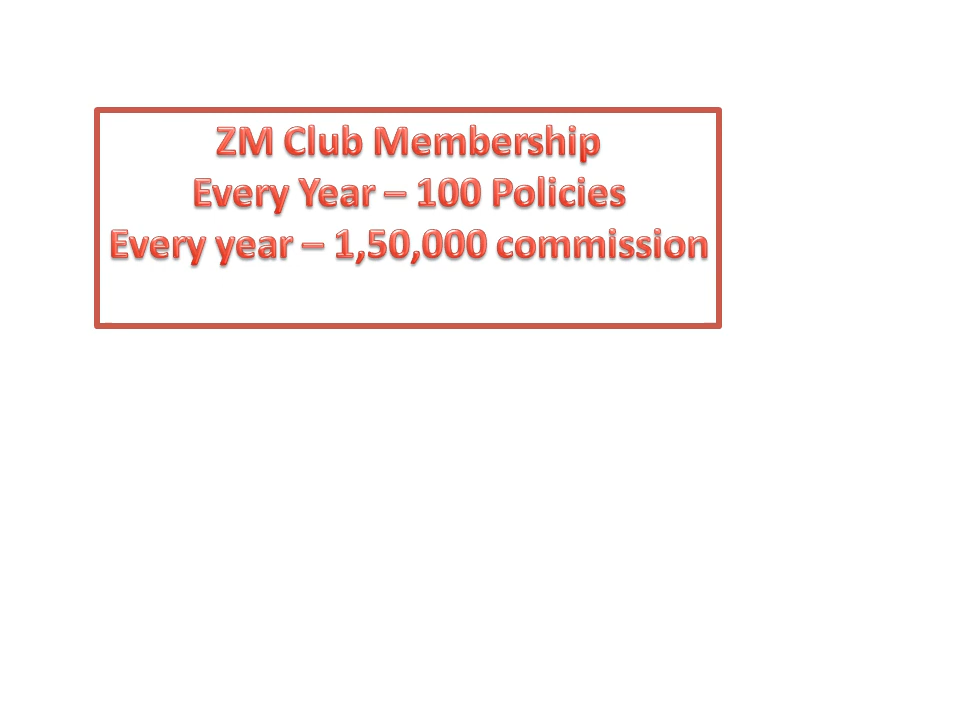 ZM Club Membership
Every Year – 100 Policies
Every year – 1,50,000 commission